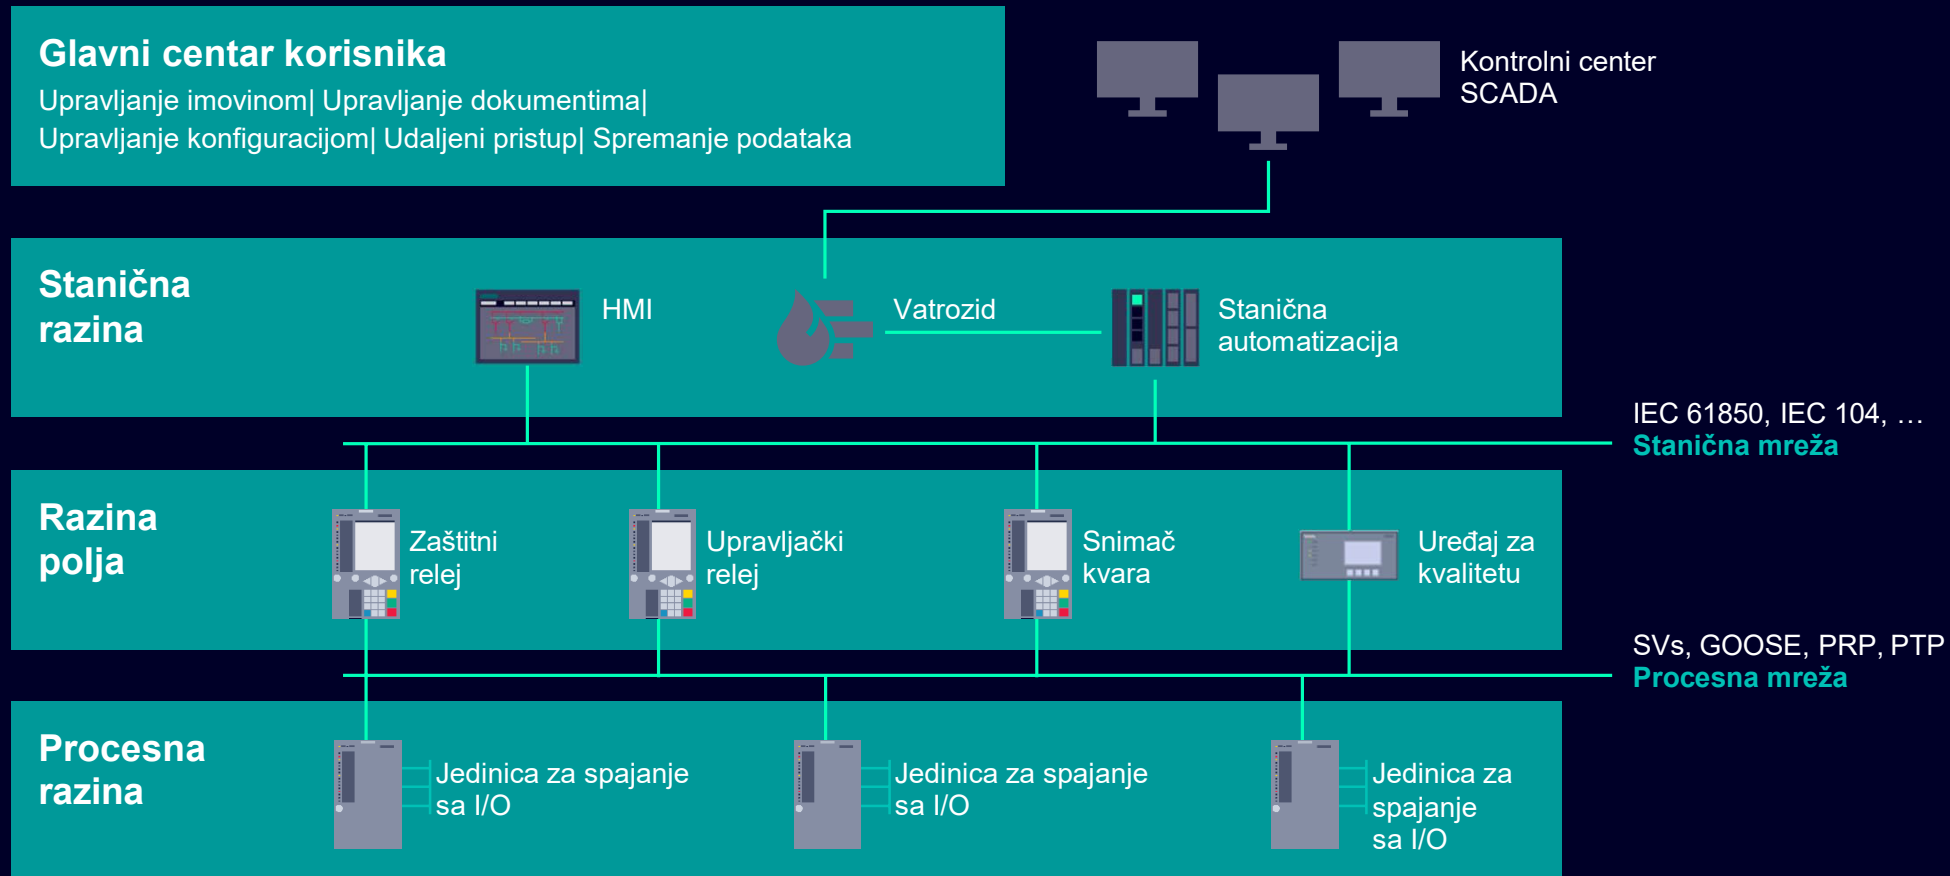 Glavni centar korisnika
Upravljanje imovinom| Upravljanje dokumentima|
Upravljanje konfiguracijom| Udaljeni pristup| Spremanje podataka
Kontrolni center
SCADA
Stanična
razina
HMI
Vatrozid
Stanična
automatizacija
IEC 61850, IEC 104, …
Stanična mreža
Razina
polja
Zaštitni
relej
Upravljački
relej
Snimač
kvara
Uređaj za
kvalitetu
SVs, GOOSE, PRP, PTP
Procesna mreža
Procesna
razina
Jedinica za spajanje
sa I/O
Jedinica za spajanje
sa I/O
Jedinica za
spajanje
sa I/O